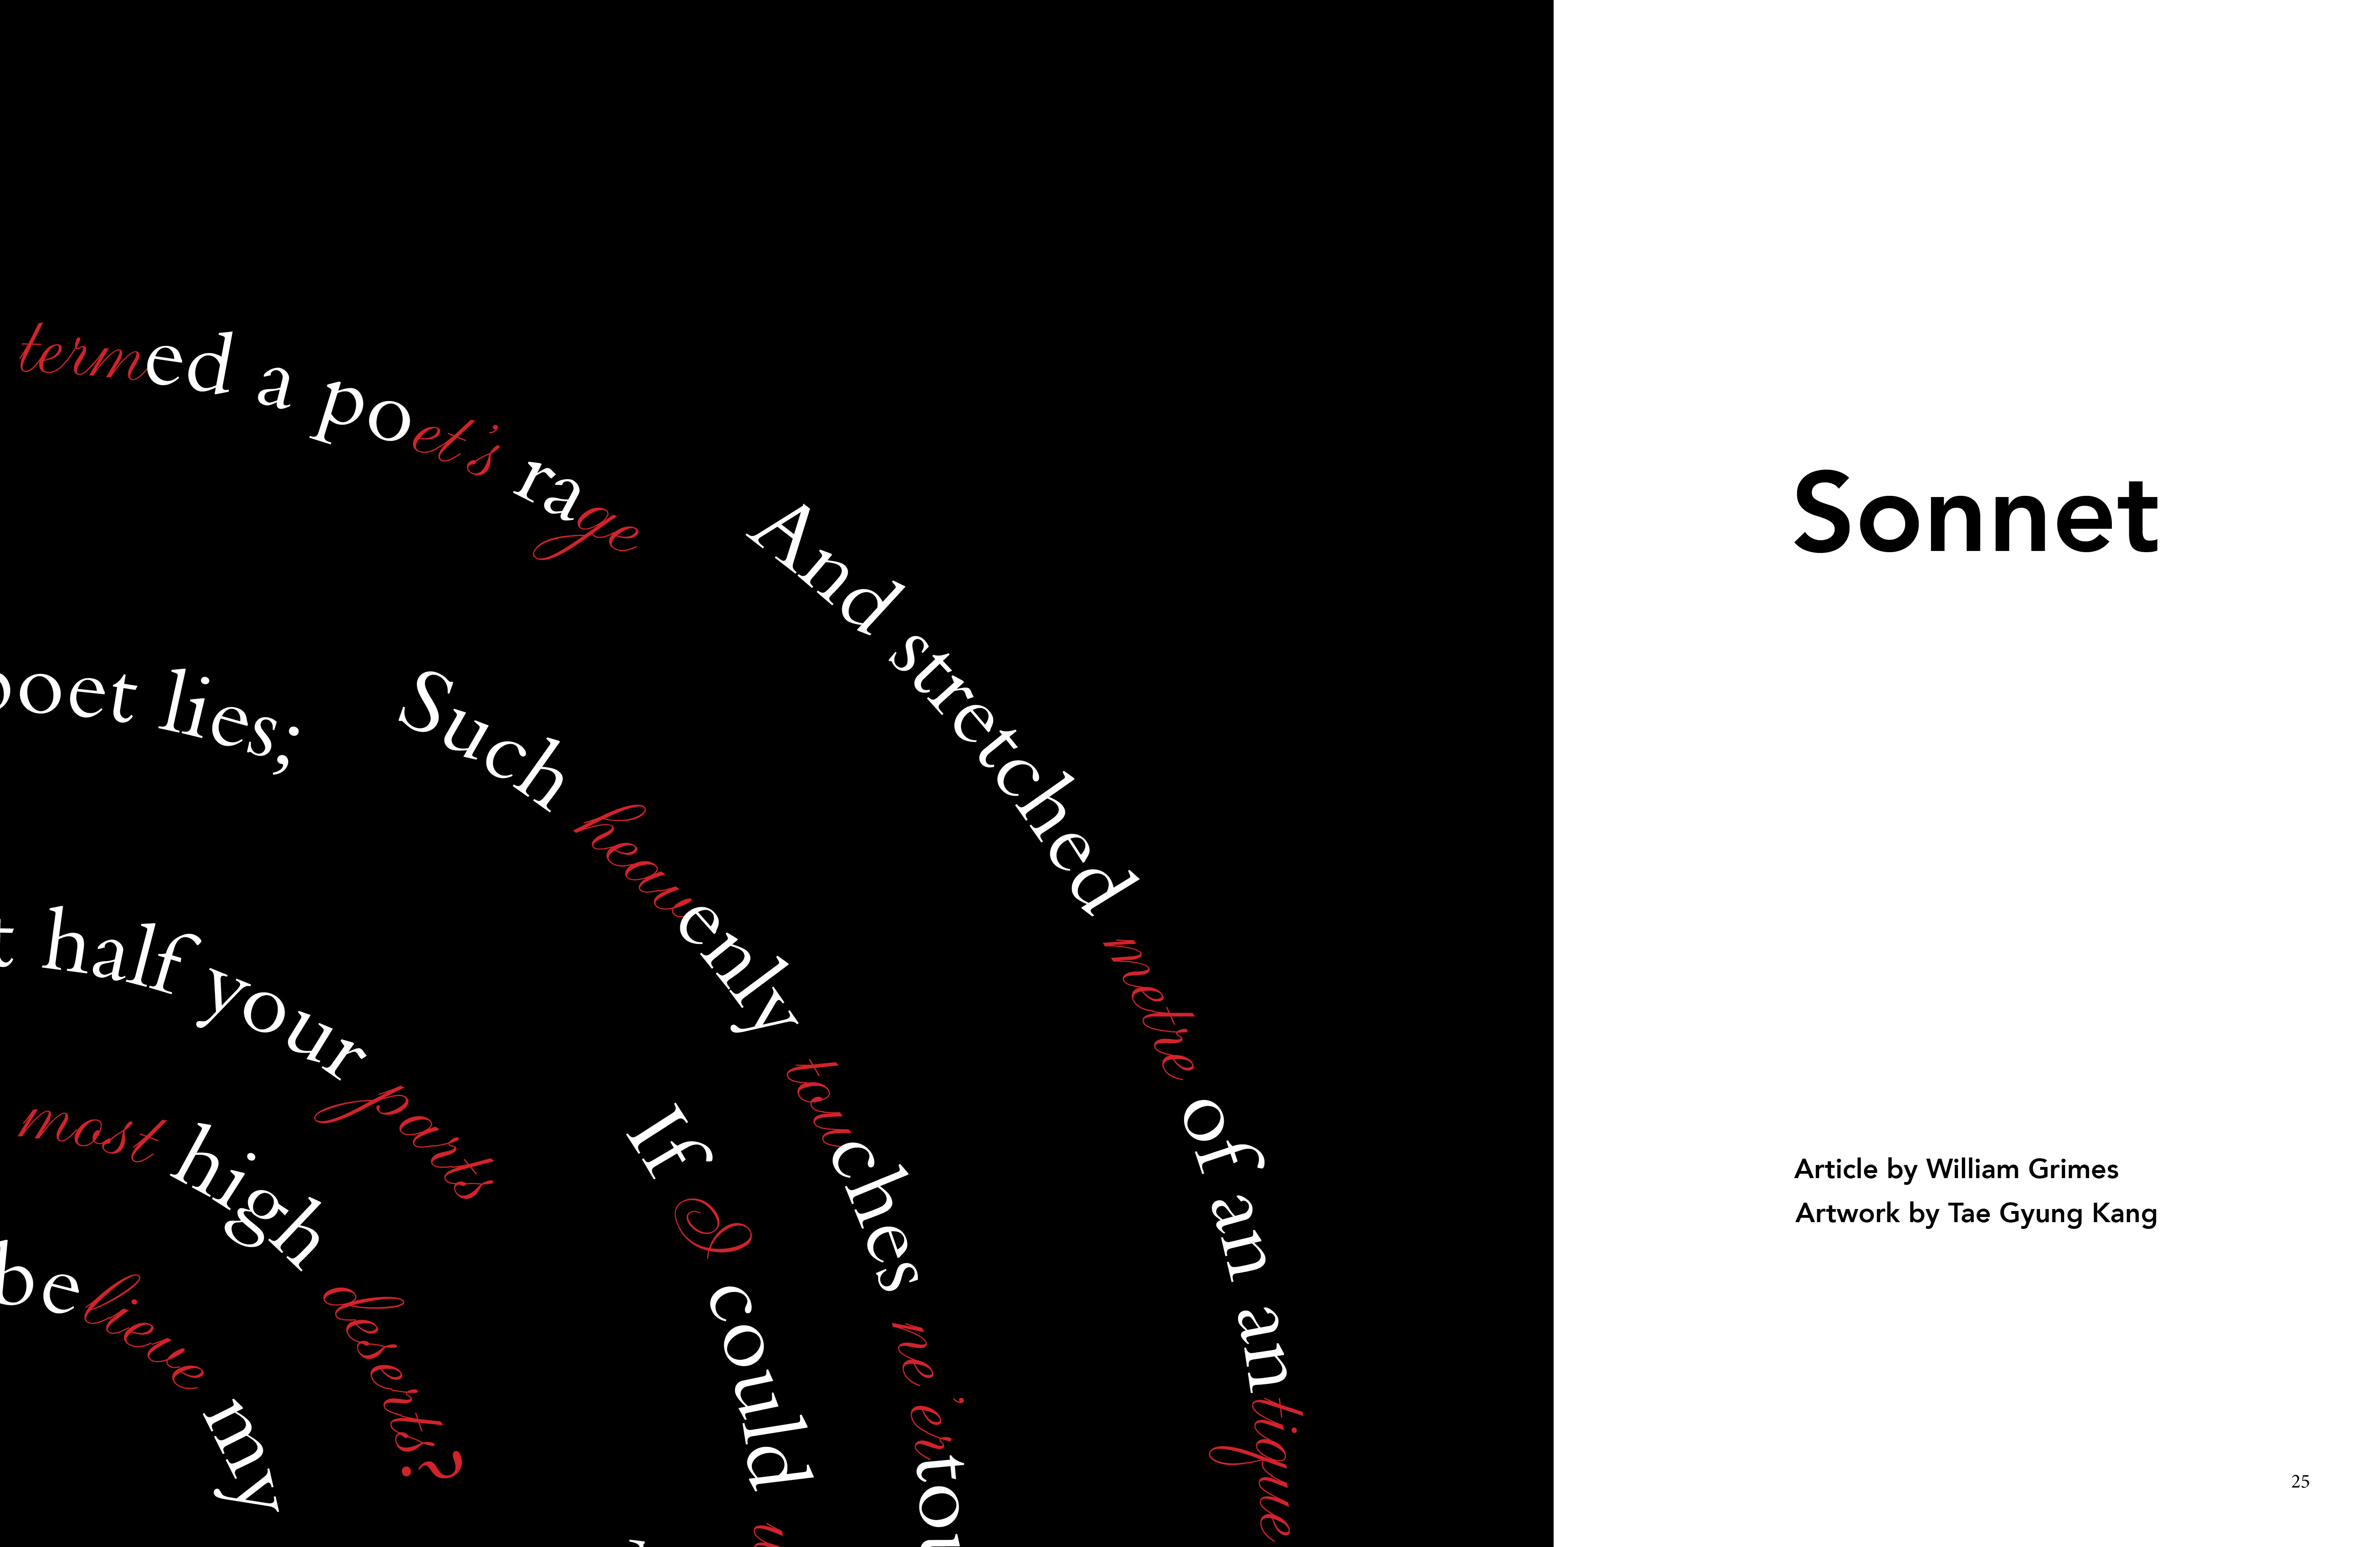 termed a poet's rage
And stretched metre of an antique
poet lies;
Such heavenly touches ne'er tou
t half your parts
If I could
most high deserts?
believe my
Sonnet
Article by William Grimes
Artwork by Tae Gyung Kang
25